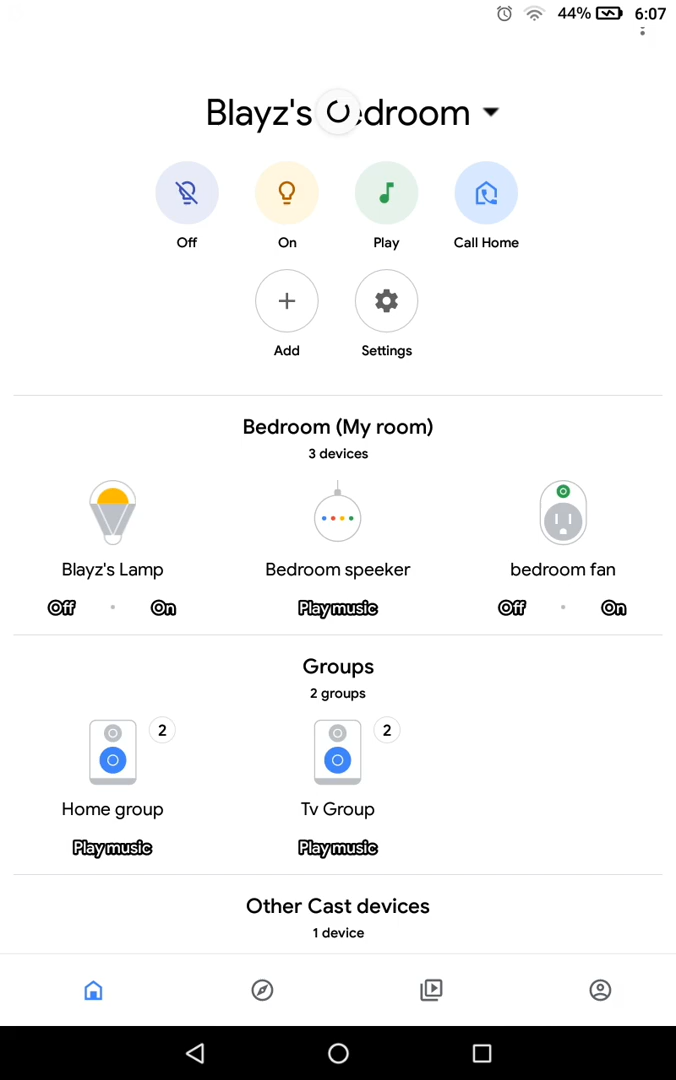 44% 6:07
Blayz's edroom
Off On Play Call Home
Add Settings
Bedroom (My room)
3 devices
Blayz's Lamp Bedroom speeker bedroom fan
Off • On Play music Off • On
Groups
2 groups
2 2
Home group Tv Group
Play music Play music
Other Cast devices
1 device